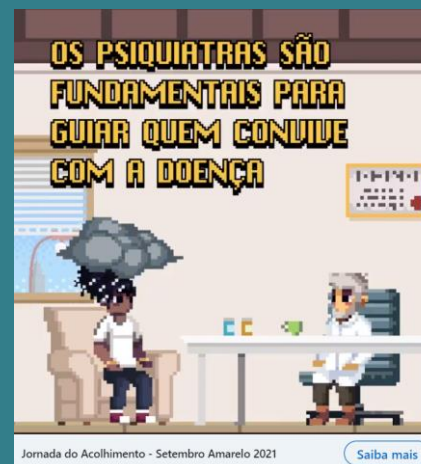 OS PSIQUIATRAS SÃO
FUNDAMENTAIS PARA
GUIAR QUEM CONVIVE
COM A DOENÇA
Jornada do Acolhimento - Setembro Amarelo 2021
Saiba mais